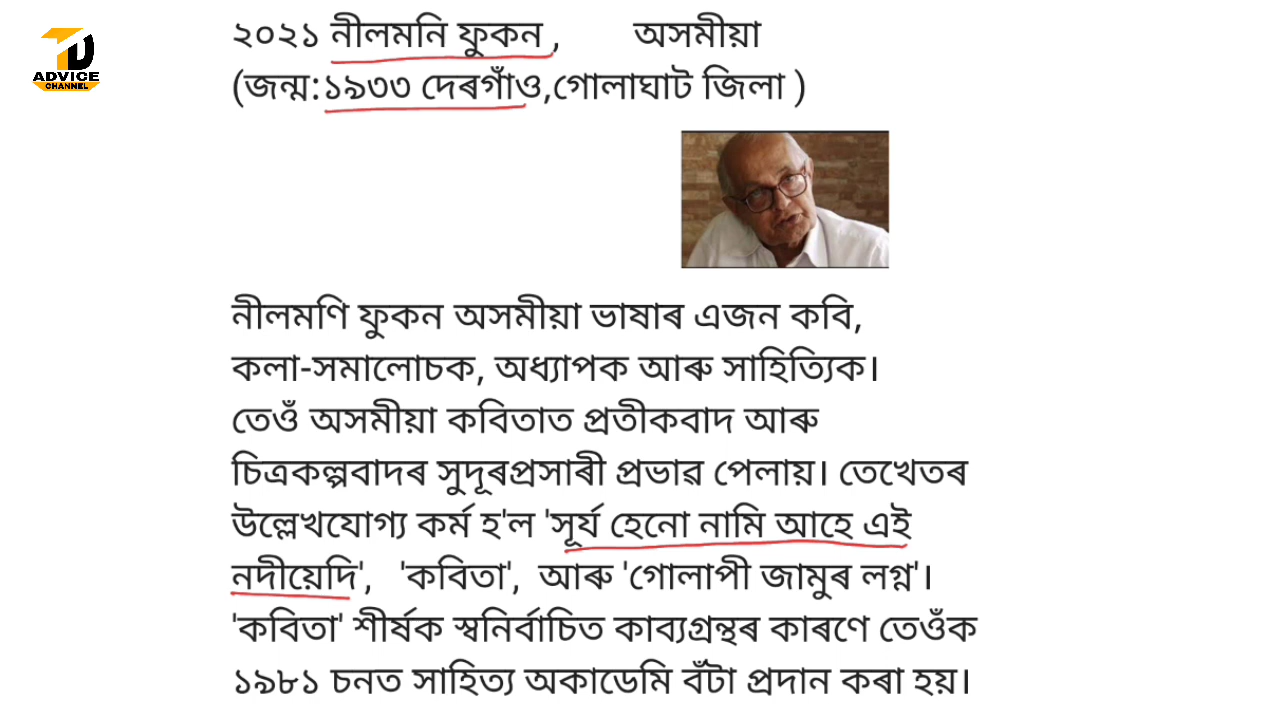 TD
ADVICE
CHANNEL
২০২১ নীলমনি ফুকন , অসমীয়া
(জন্ম:১৯৩৩ দেৰগাঁও,গোলাঘাট জিলা )
নীলমণি ফুকন অসমীয়া ভাষাৰ এজন কবি,
কলা-সমালোচক, অধ্যাপক আৰু সাহিত্যিক।
তেওঁ অসমীয়া কবিতাত প্ৰতীকবাদ আৰু
চিত্ৰকল্পবাদৰ সুদূৰপ্ৰসাৰী প্ৰভাৱ পেলায়। তেখেতৰ
উল্লেখযোগ্য কৰ্ম হ'ল 'সূৰ্য হেনো নামি আহে এই
নদীয়েদি', 'কবিতা', আৰু 'গোলাপী জামুৰ লগ্ন'।
'কবিতা' শীৰ্ষক স্বনিৰ্বাচিত কাব্যগ্ৰন্থৰ কাৰণে তেওঁক
১৯৮১ চনত সাহিত্য অকাডেমি বঁটা প্ৰদান কৰা হয়।